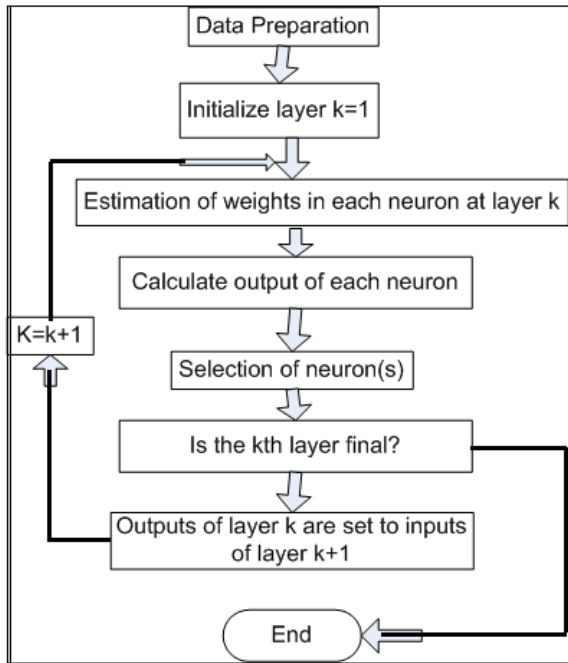 Data Preparation
Initialize layer k=1
Estimation of weights in each neuron at layer k
Calculate output of each neuron
K=k+1
Selection of neuron(s)
Is the kth layer final?
Outputs of layer k are set to inputs
of layer k+1
End